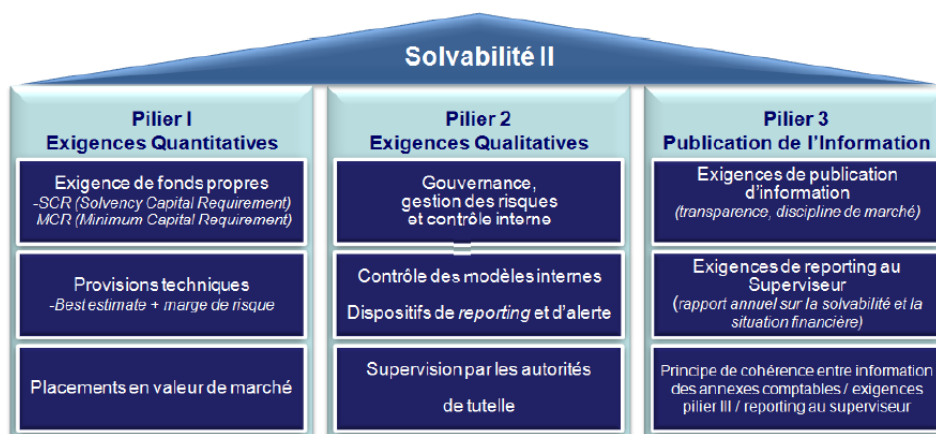 Solvabilité II
Pilier I
Exigences Quantitatives
Exigence de fonds propres
-SCR (Solvency Capital Requirement)
MCR (Minimum Capital Requirement)
Provisions techniques
-Best estimate + marge de risque
Placements en valeur de marché
Pilier 2
Exigences Qualitatives
Gouvernance,
gestion des risques
et contrôle interne
Contrôle des modèles internes
Dispositifs de reporting et d'alerte
Supervision par les autorités
de tutelle
Pilier 3
Publication de l'Information
Exigences de publication
d'information
(transparence, discipline de marché)
Exigences de reporting au
Superviseur
(rapport annuel sur la solvabilité et la
situation financière)
Principe de cohérence entre information
des annexes comptables / exigences
pilier III / reporting au superviseur